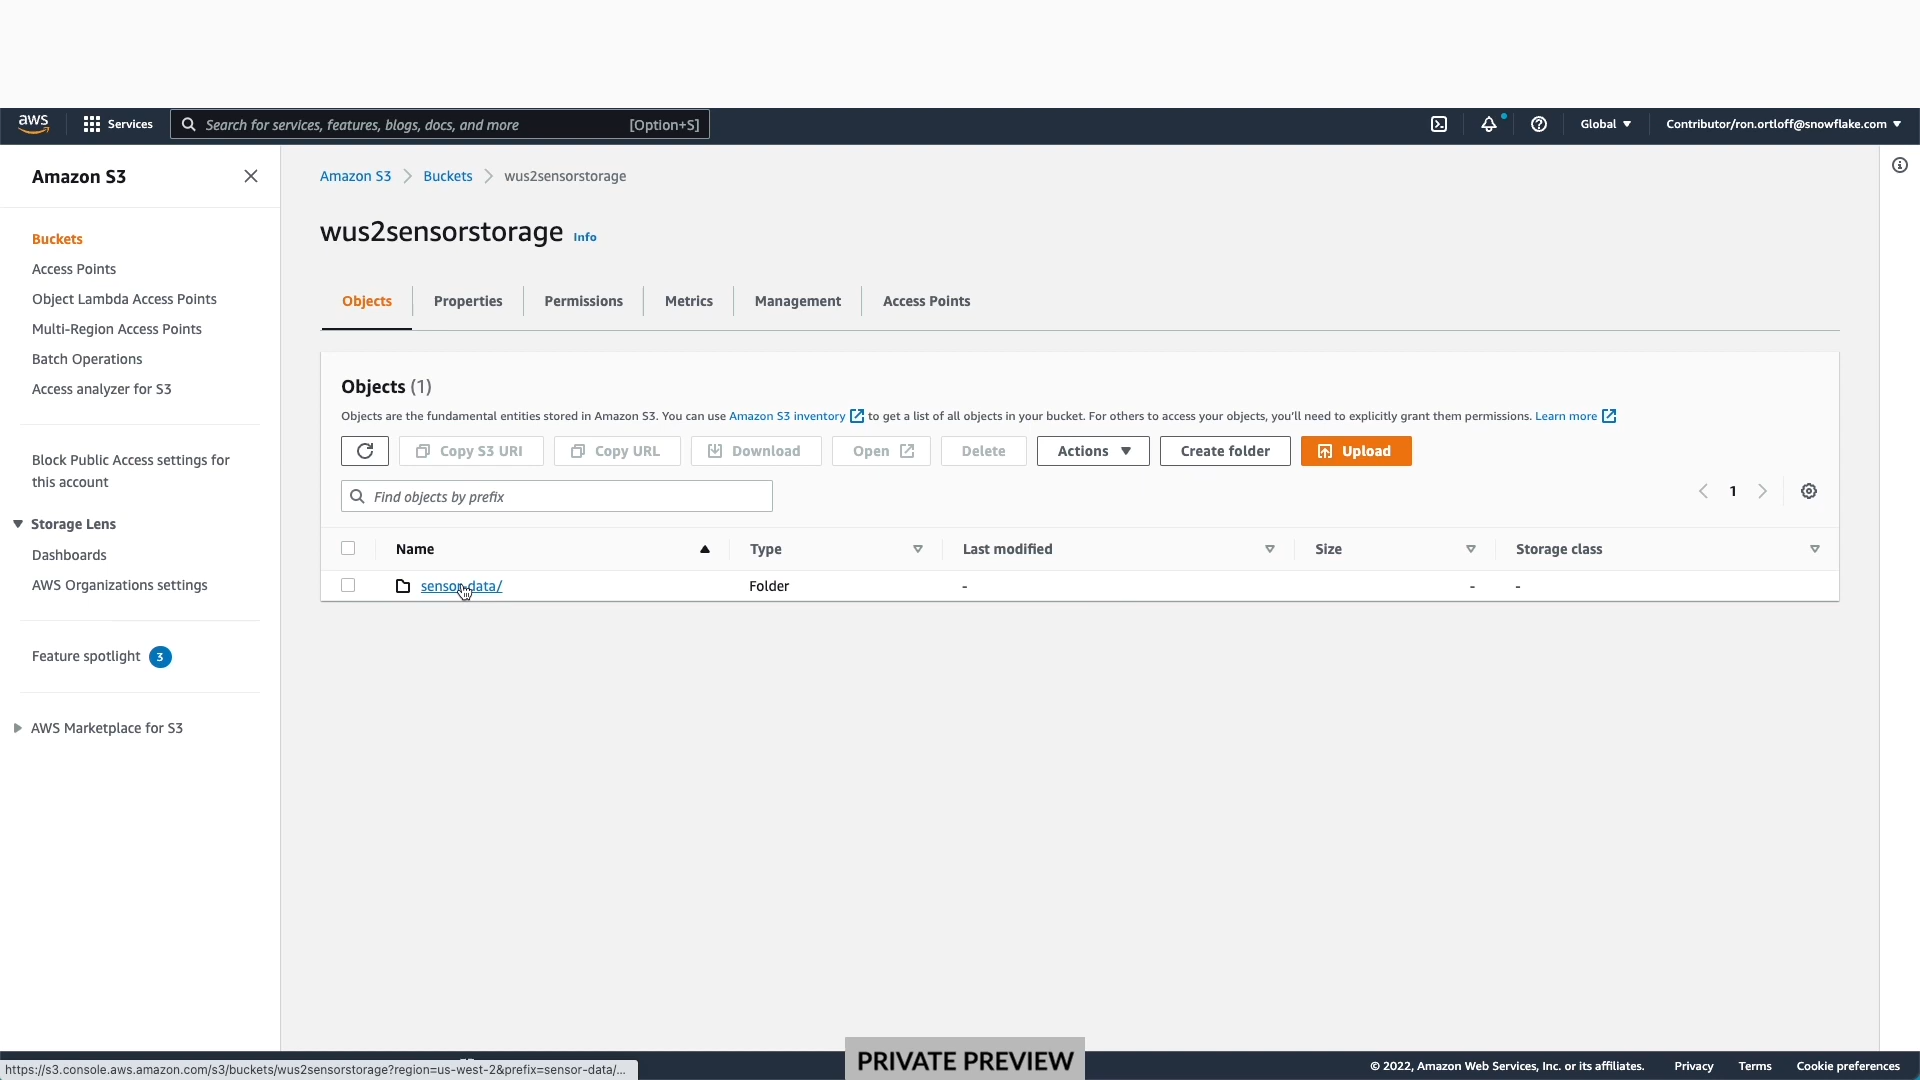 aws
Services
Search for services, features, blogs, docs, and more
[Option+S]
Global
Contributor/ron.ortloff@snowflake.com
Amazon S3
Buckets
Access Points
Object Lambda Access Points
Multi-Region Access Points
Batch Operations
Access analyzer for S3
Block Public Access settings for
this account
Storage Lens
Dashboards
AWS Organizations settings
Feature spotlight 3
AWS Marketplace for S3
Amazon S3 > Buckets > wus2sensorstorage
wus2sensorstorage Info
Objects
Properties
Permissions
Metrics
Management
Access Points
Objects (1)
Objects are the fundamental entities stored in Amazon S3. You can use Amazon S3 inventory to get a list of all objects in your bucket. For others to access your objects, you'll need to explicitly grant them permissions. Learn more
Copy S3 URI
Copy URL
Download
Open
Delete
Actions
Create folder
Upload
Find objects by prefix
1
Name
Type
Last modified
Size
Storage class
sensor-data/
Folder
-
-
-
https://s3.console.aws.amazon.com/s3/buckets/wus2sensorstorage?region=us-west-2&prefix=sensor-data/...
PRIVATE PREVIEW
© 2022, Amazon Web Services, Inc. or its affiliates.
Privacy
Terms
Cookie preferences